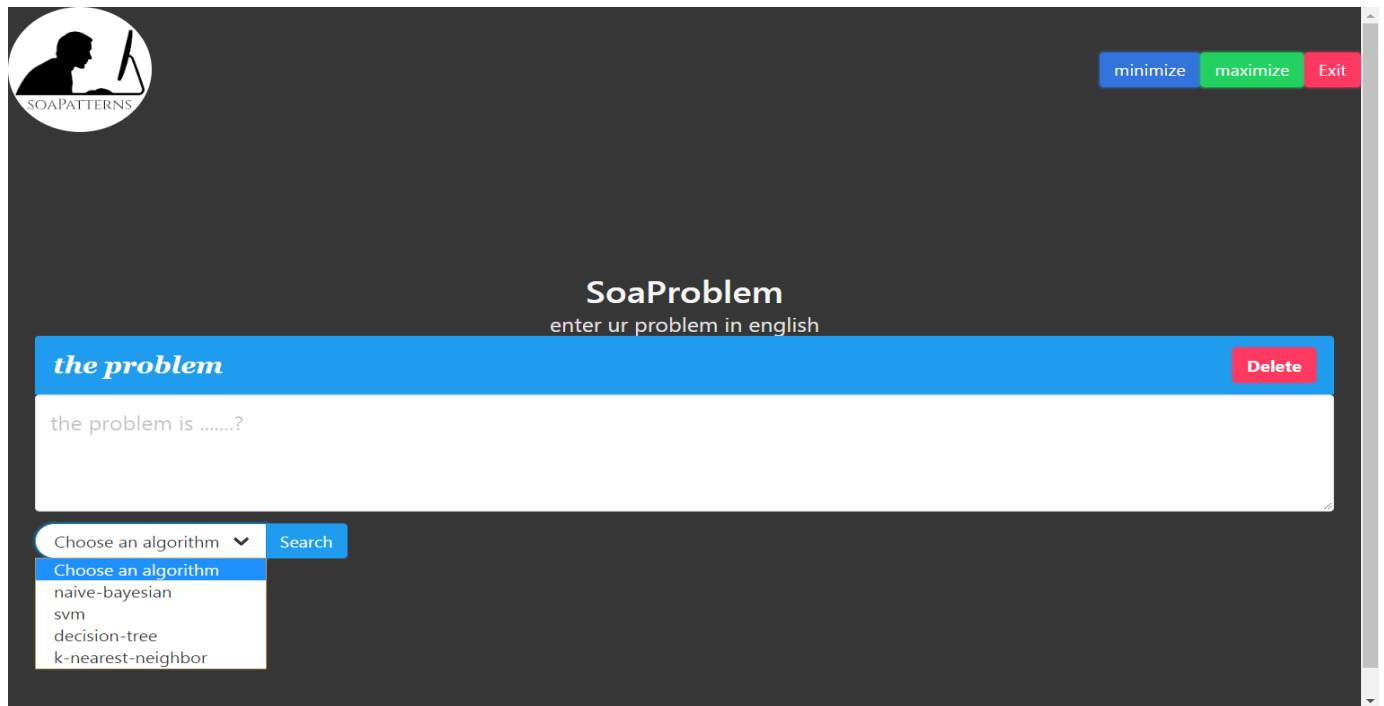 SOAPATTERNS
minimize maximize Exit
SoaProblem
enter ur problem in english
the problem
Delete
the problem is .......?
Choose an algorithm
Search
Choose an algorithm
naive-bayesian
svm
decision-tree
k-nearest-neighbor